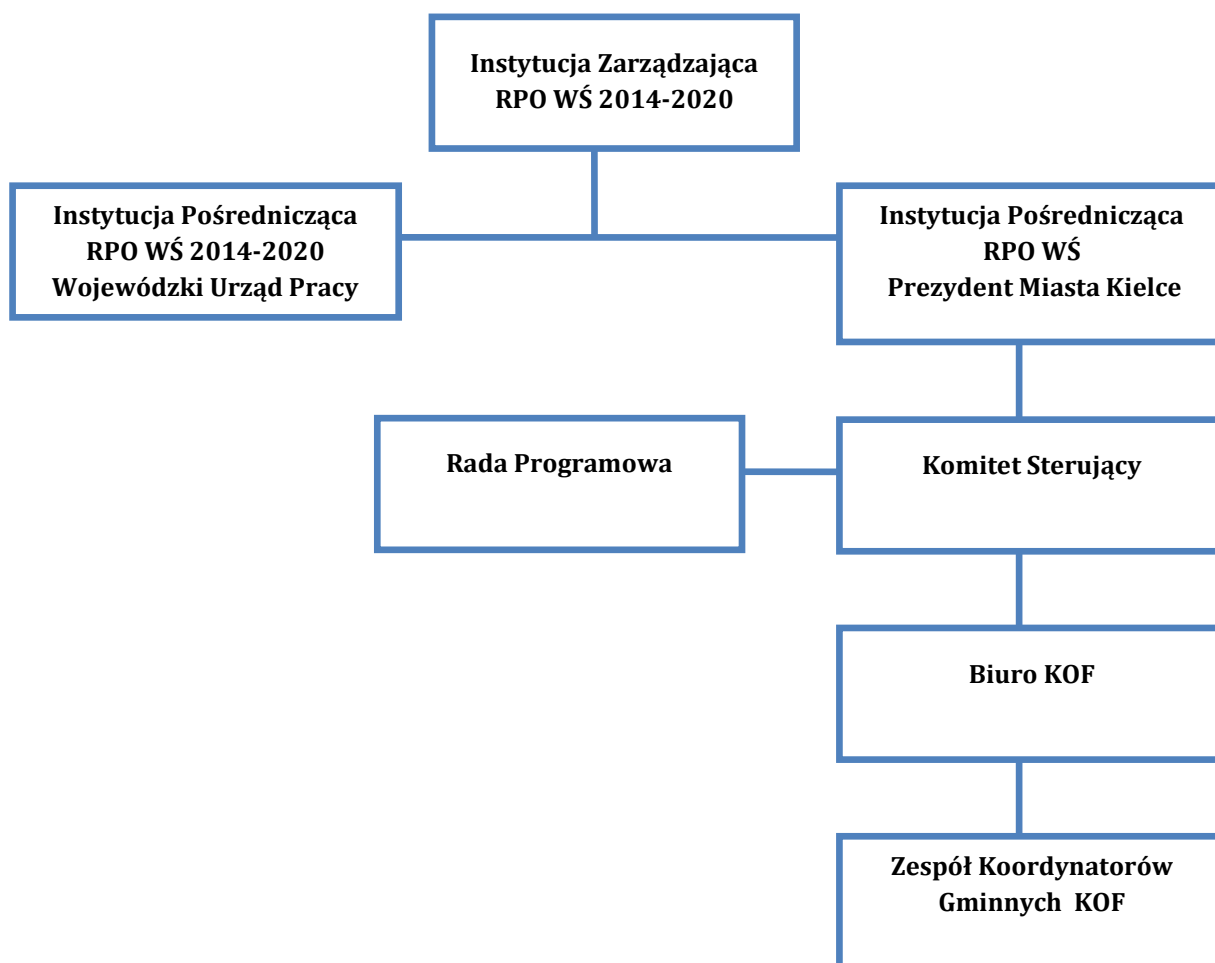 Instytucja Zarządzająca
RPO WŚ 2014-2020
Instytucja Pośrednicząca
RPO WŚ 2014-2020
Wojewódzki Urząd Pracy
Instytucja Pośrednicząca
RPO WŚ
Prezydent Miasta Kielce
Rada Programowa
Komitet Sterujący
Biuro KOF
Zespół Koordynatorów
Gminnych KOF